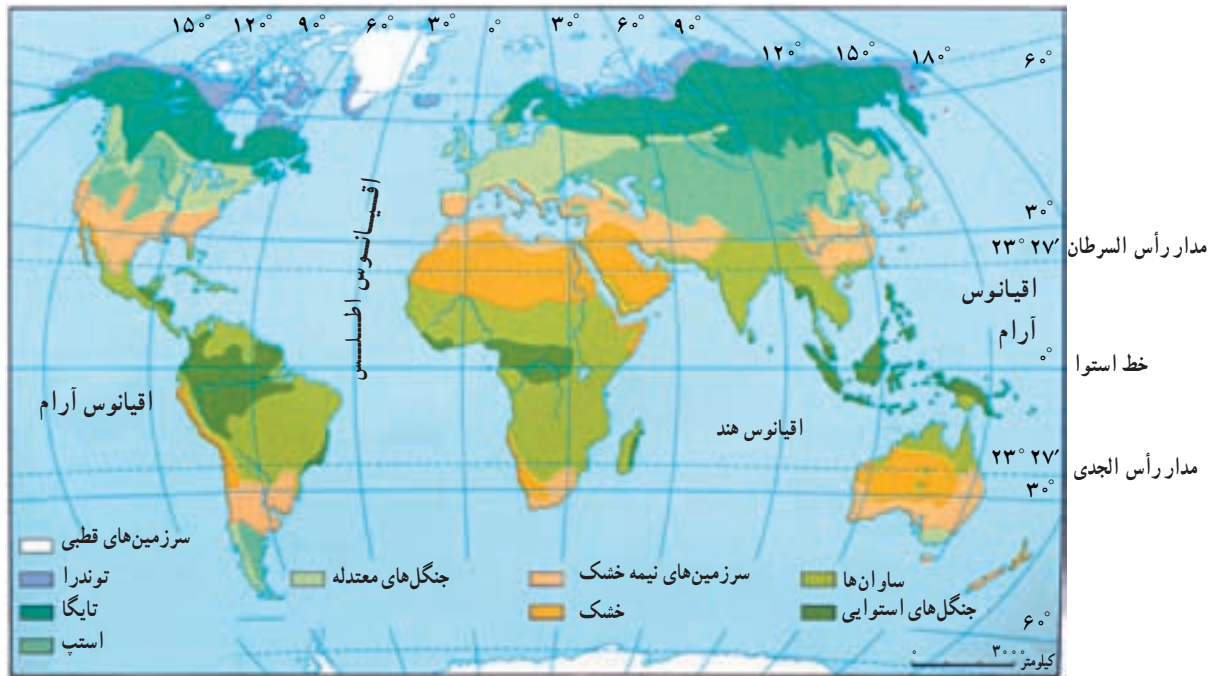 ۱۵۰° ۱۲۰° ۹۰° ۶۰° ۳۰° ۰° ۳۰° ۶۰° ۹۰° ۱۲۰° ۱۵۰° ۱۸۰° ۶۰°
۳۰°
مدار رأس السرطان ۲۳° ۲۷′
اقیانوس اطلس
اقیانوس
آرام
خط استوا ۰°
اقیانوس آرام
اقیانوس هند
مدار رأس الجدی ۲۳° ۲۷′
۳۰°
سرزمین‌های قطبی
توندرا
تایگا
استپ
جنگل‌های معتدله
سرزمین‌های نیمه خشک
خشک
ساوان‌ها
جنگل‌های استوایی
۶۰°
۰ ۳۰۰۰
کیلومتر